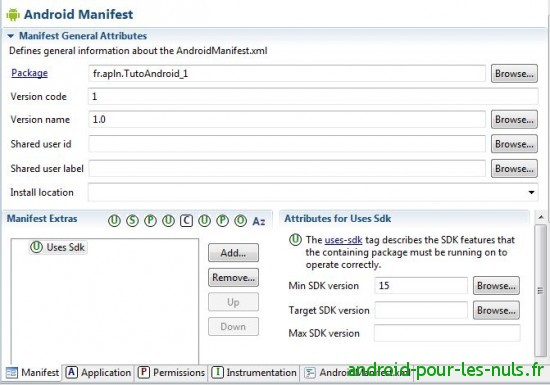 Android Manifest
Manifest General Attributes
Defines general information about the AndroidManifest.xml
Package fr.apln.TutoAndroid_1 Browse...
Version code 1
Version name 1.0 Browse...
Shared user id Browse...
Shared user label Browse...
Install location
Manifest Extras U S P U C U P O Az
U Uses Sdk
Add...
Remove...
Up
Down
Attributes for Uses Sdk
U The uses-sdk tag describes the SDK features that
the containing package must be running on to
operate correctly.
Min SDK version 15 Browse...
Target SDK version Browse...
Max SDK version
Manifest A Application P Permissions I Instrumentation AndroidManifest.xml
android-pour-les-nuls.fr